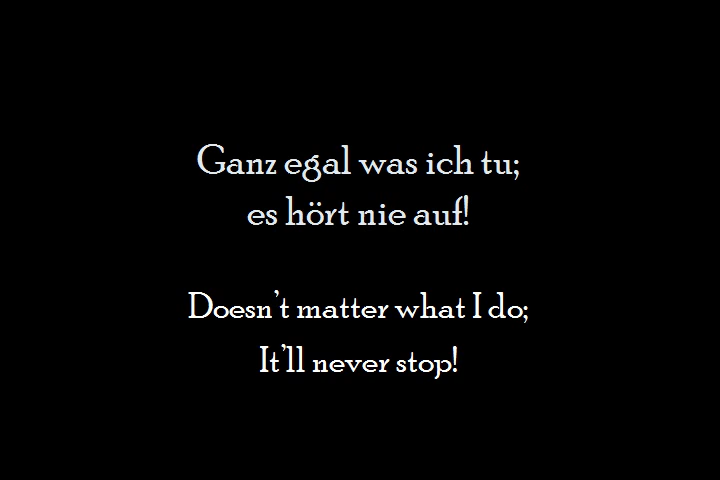 Ganz egal was ich tu;
es hört nie auf!
Doesn't matter what I do;
It'll never stop!